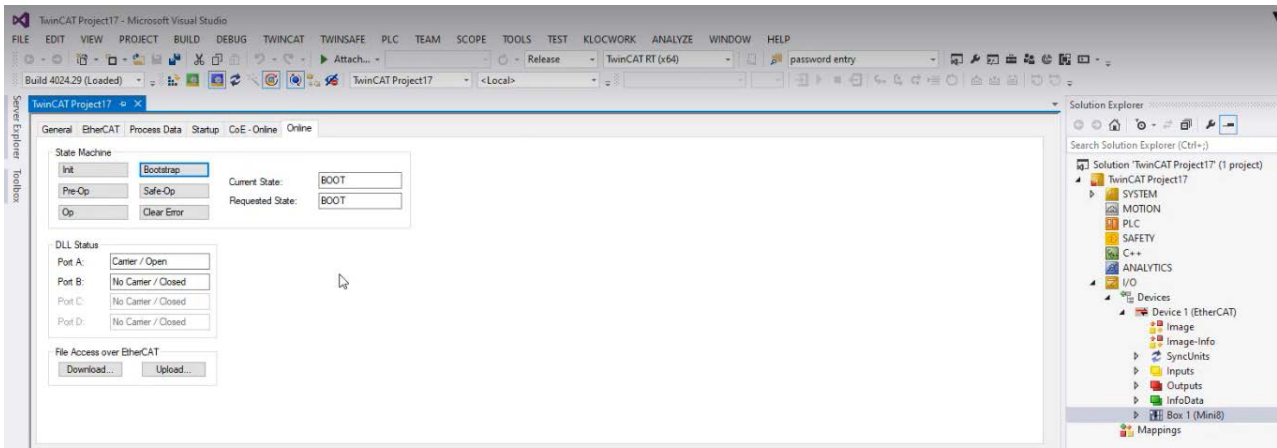 TwinCAT Project17 - Microsoft Visual Studio
FILE EDIT VIEW PROJECT BUILD DEBUG TWINCAT TWINSAFE PLC TEAM SCOPE TOOLS TEST KLOCWORK ANALYZE WINDOW HELP
Attach... Release TwinCAT RT (x64) password entry
Build 4024.29 (Loaded) TwinCAT Project17 <Local>
Server Explorer
Toolbox
TwinCAT Project17
General EtherCAT Process Data Startup CoE - Online Online
State Machine
Init Bootstrap
Pre-Op Safe-Op
Op Clear Error
Current State: BOOT
Requested State: BOOT
DLL Status
Port A: Carrier / Open
Port B: No Carrier / Closed
Port C: No Carrier / Closed
Port D: No Carrier / Closed
File Access over EtherCAT
Download... Upload...
Solution Explorer
Search Solution Explorer (Ctrl+;)
Solution 'TwinCAT Project17' (1 project)
TwinCAT Project17
SYSTEM
MOTION
PLC
SAFETY
C++
ANALYTICS
I/O
Devices
Device 1 (EtherCAT)
Image
Image-Info
SyncUnits
Inputs
Outputs
InfoData
Box 1 (Mini8)
Mappings